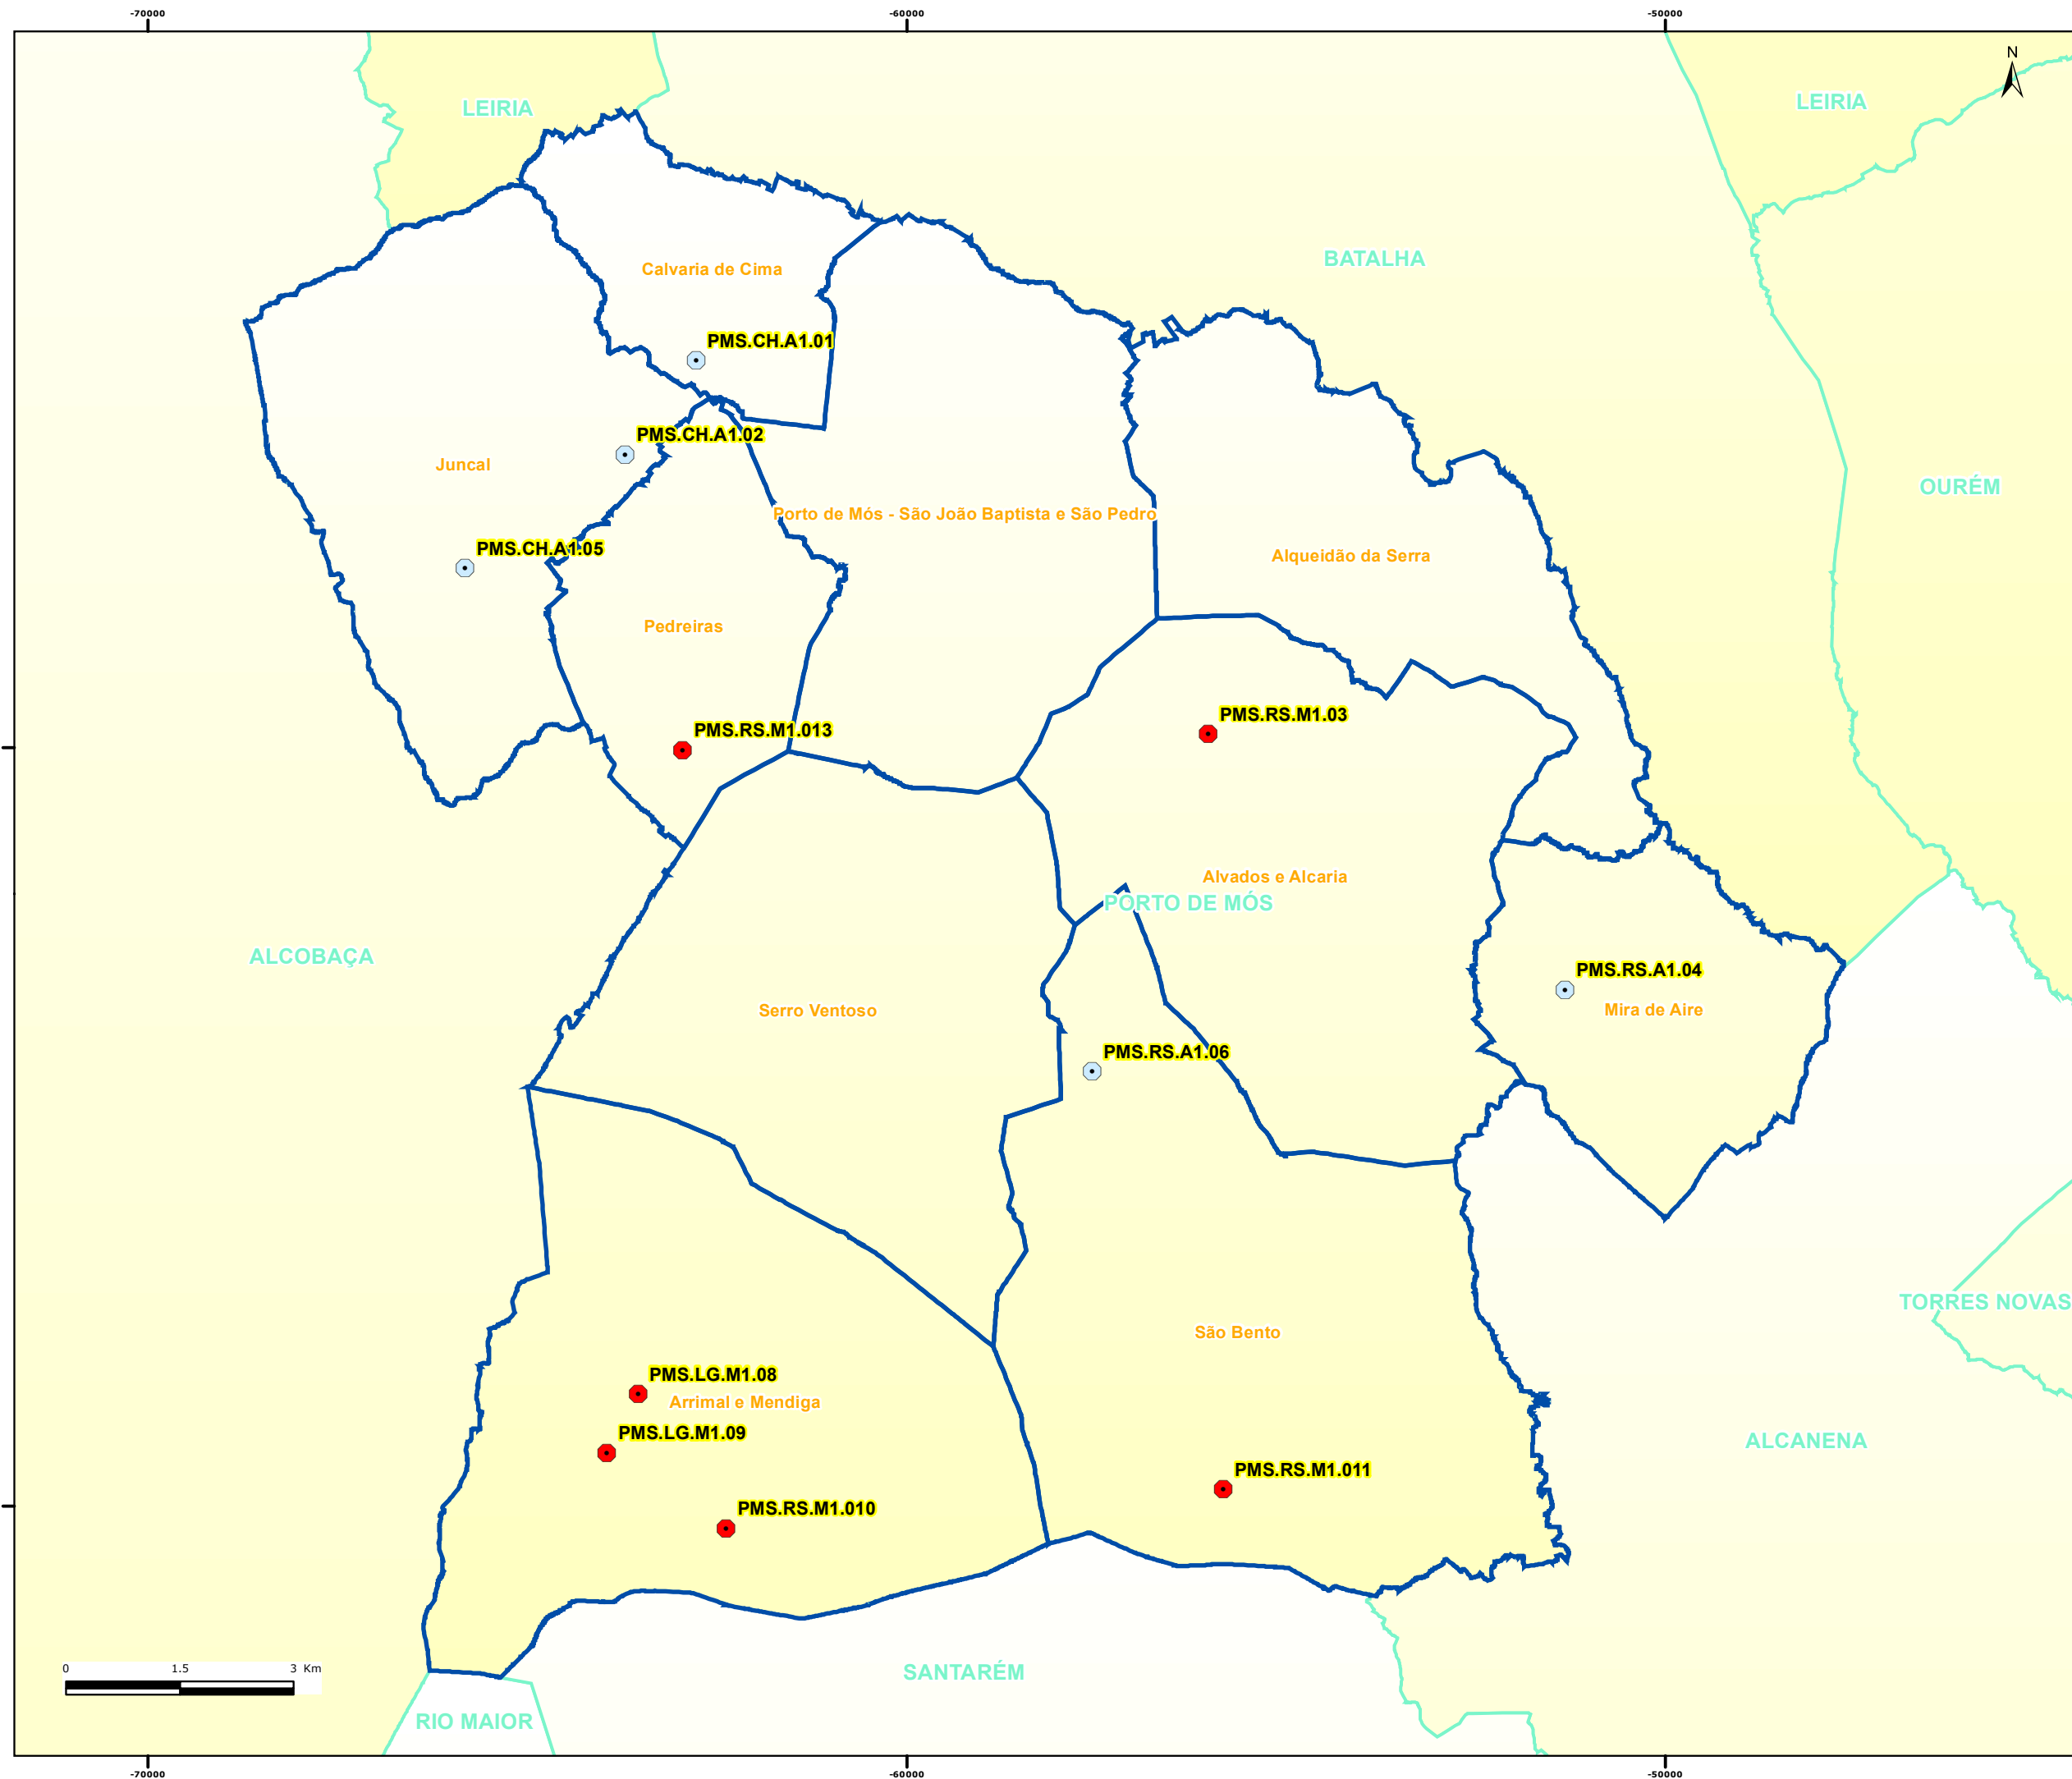 -70000
-60000
-50000
N
LEIRIA
LEIRIA
BATALHA
Calvaria de Cima
PMS.CH.A1.01
PMS.CH.A1.02
Juncal
OURÉM
Porto de Mós - São João Baptista e São Pedro
PMS.CH.A1.05
Alqueidão da Serra
Pedreiras
PMS.RS.M1.03
PMS.RS.M1.013
Alvados e Alcaria
PORTO DE MÓS
ALCOBAÇA
PMS.RS.A1.04
Serro Ventoso
Mira de Aire
PMS.RS.A1.06
TORRES NOVAS
São Bento
PMS.LG.M1.08
Arrimal e Mendiga
PMS.LG.M1.09
ALCANENA
PMS.RS.M1.011
PMS.RS.M1.010
0 1.5 3 Km
SANTARÉM
RIO MAIOR
-70000
-60000
-50000